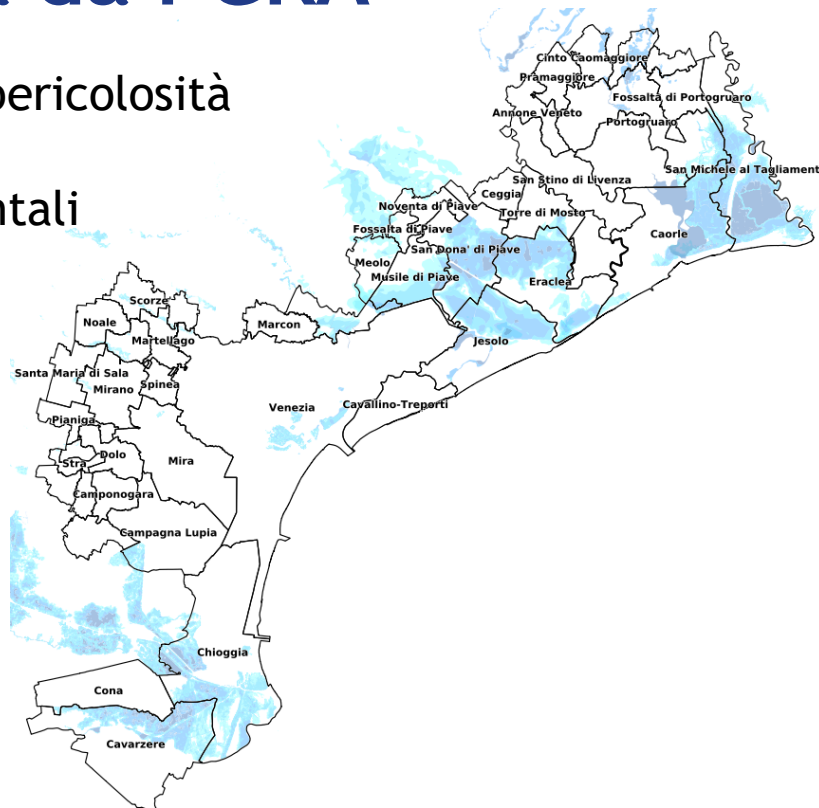 da PGRA
pericolosità
Cinto Caomaggiore
Pramaggiore
Fossalta di Portogruaro
Annone Veneto
Portogruaro
San Michele al Tagliament
San Stino di Livenza
Ceggia
Noventa di Piave
Torre di Mosto
Fossalta di Piave
Caorle
San Dona' di Piave
Meolo
Musile di Piave
Eraclea
Scorze
Noale
Marcon
Martellago
Jesolo
Santa Maria di Sala
Mirano
Spinea
Venezia
Cavallino-Treporti
Pianiga
Dolo
Stra
Mira
Camponogara
Campagna Lupia
Chioggia
Cona
Cavarzere